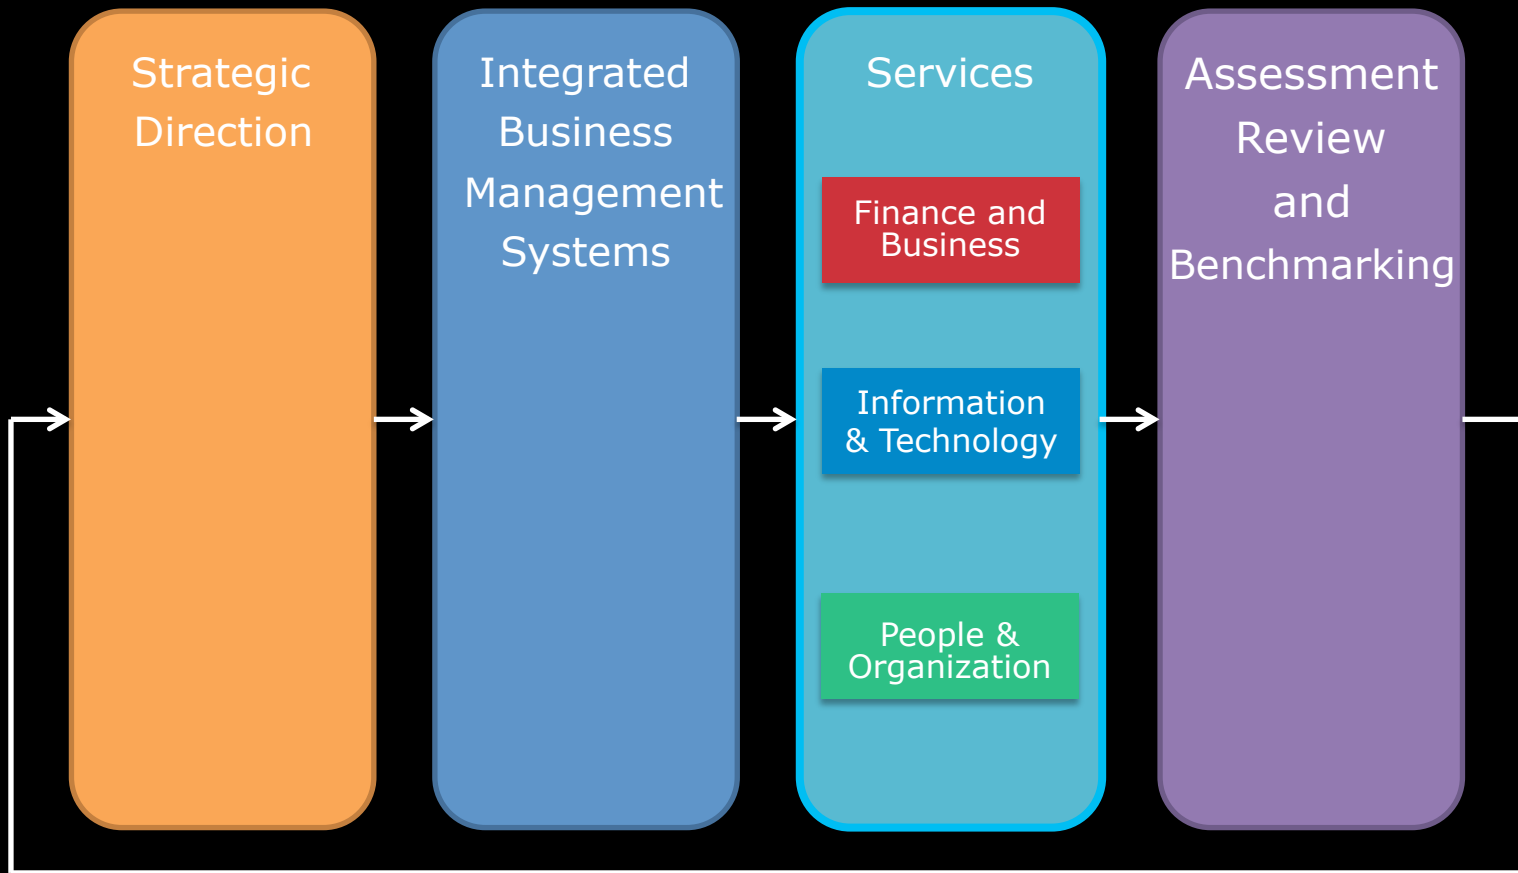 Strategic
Direction
Integrated
Business
Management
Systems
Services
Finance and
Business
Information
& Technology
People &
Organization
Assessment
Review
and
Benchmarking